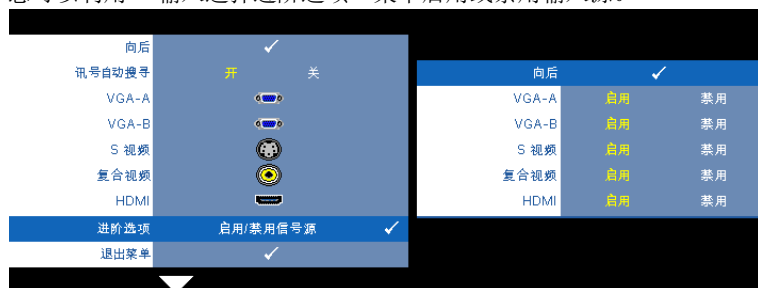 向后
讯号自动搜寻 开 关
VGA-A
VGA-B
S 视频
复合视频
HDMI
进阶选项 启用/禁用信号源
退出菜单
向后
VGA-A 启用 禁用
VGA-B 启用 禁用
S 视频 启用 禁用
复合视频 启用 禁用
HDMI 启用 禁用